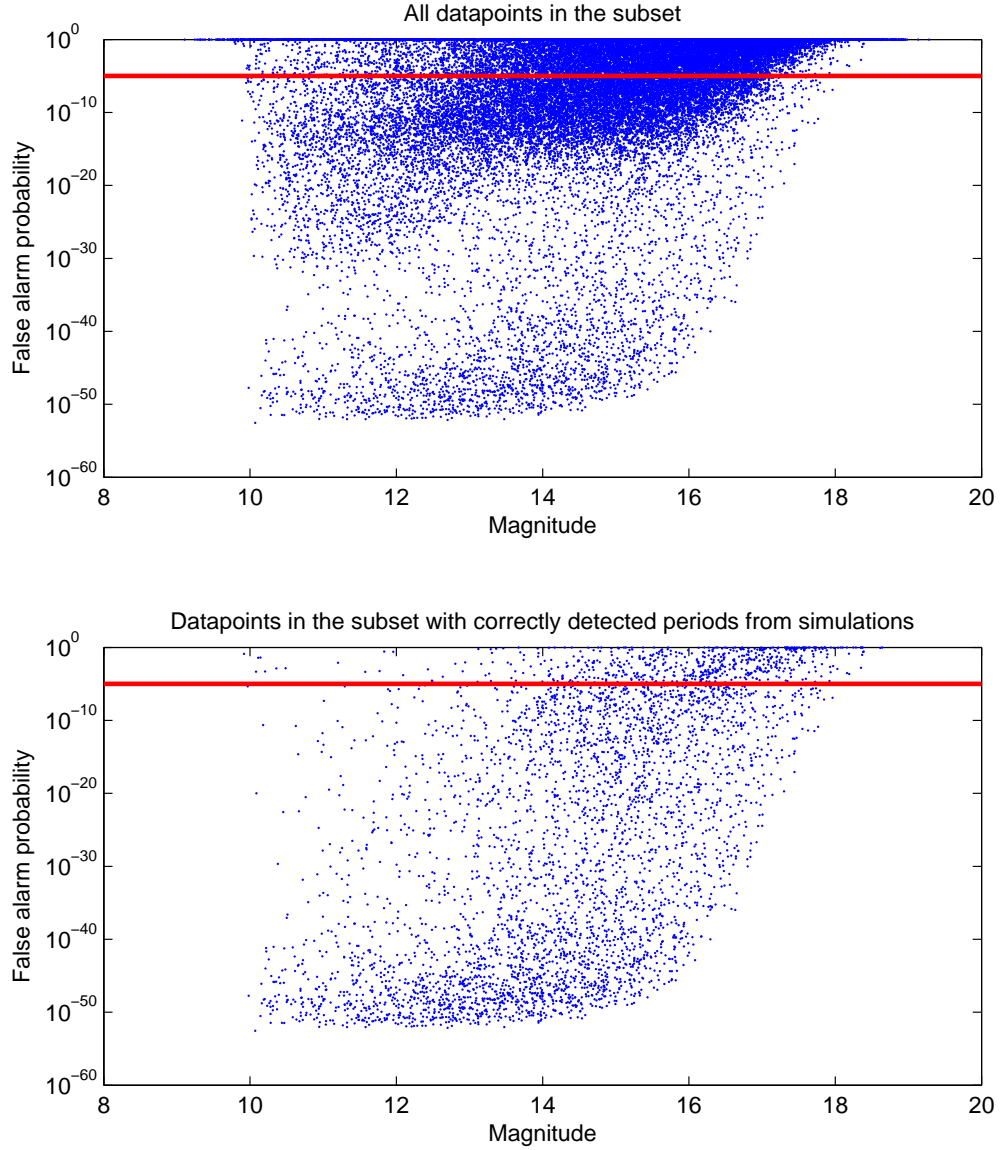 All datapoints in the subset
10^0
10^−10
10^−20
10^−30
10^−40
10^−50
10^−60
False alarm probability
8 10 12 14 16 18 20
Magnitude
Datapoints in the subset with correctly detected periods from simulations
10^0
10^−10
10^−20
10^−30
10^−40
10^−50
10^−60
False alarm probability
8 10 12 14 16 18 20
Magnitude